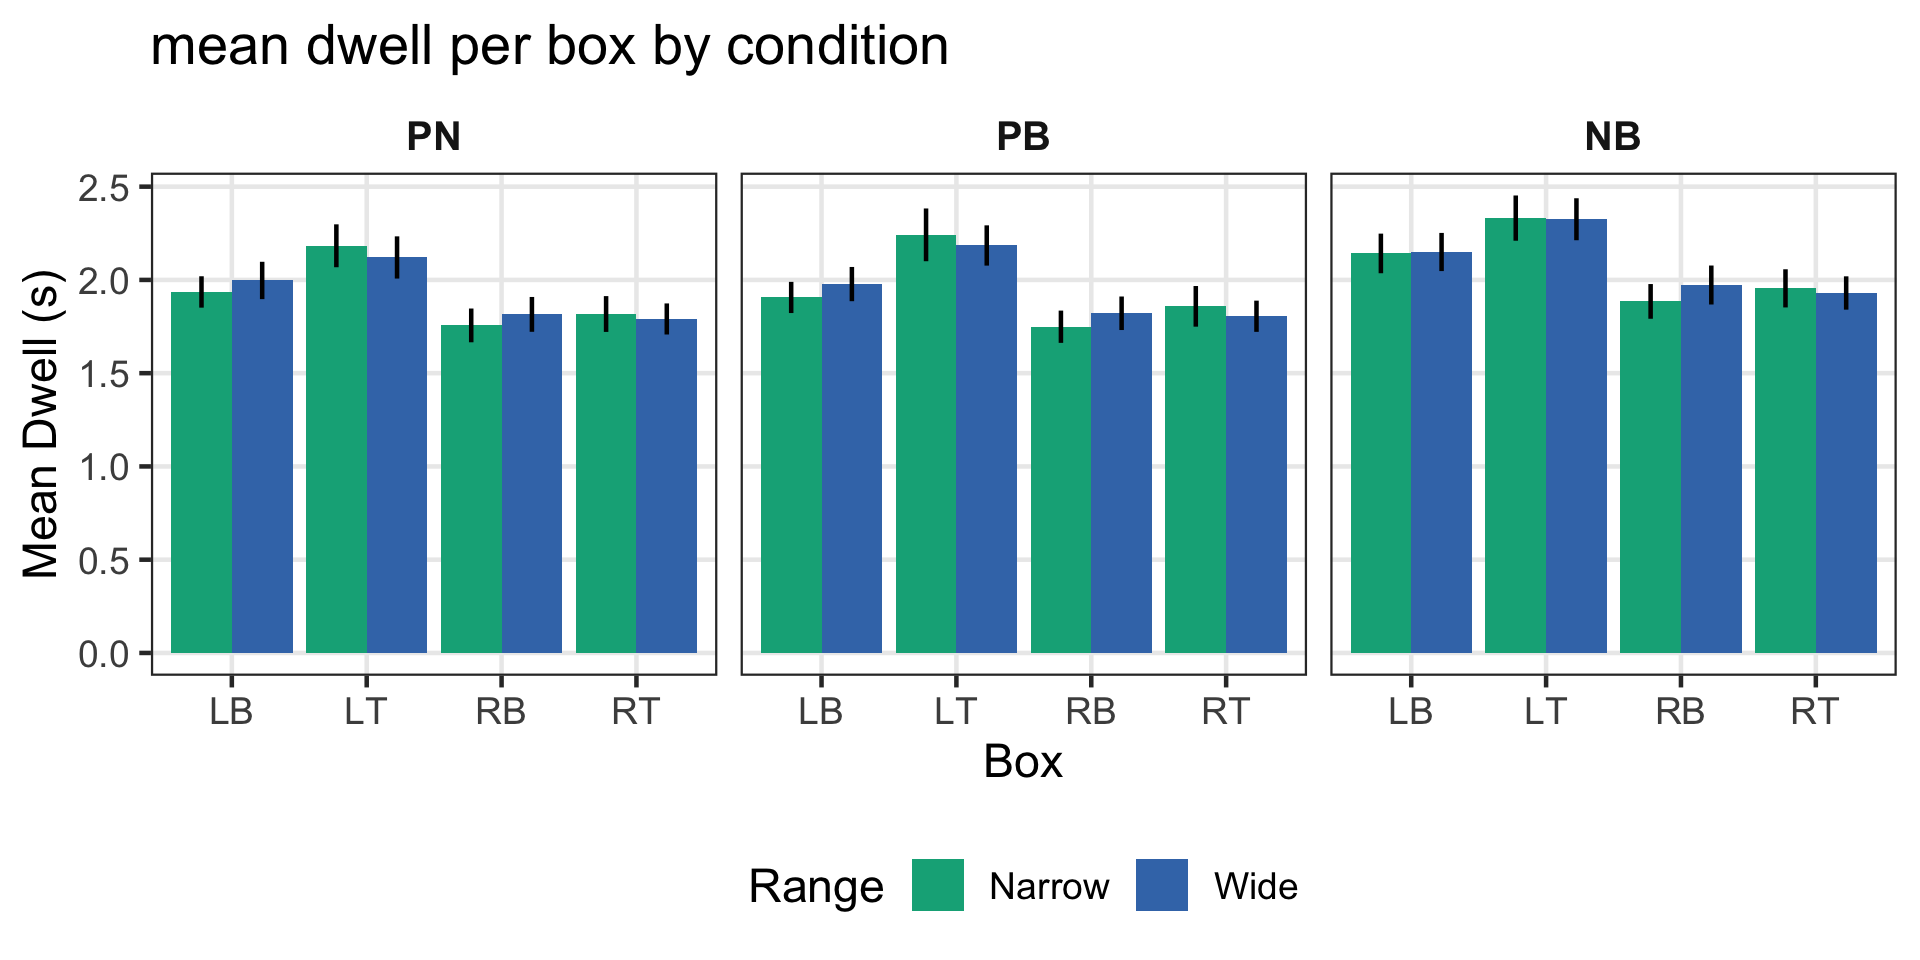 mean dwell per box by condition
PN PB NB
Mean Dwell (s)
2.5
2.0
1.5
1.0
0.5
0.0
LB LT RB RT LB LT RB RT LB LT RB RT
Box
Range Narrow Wide